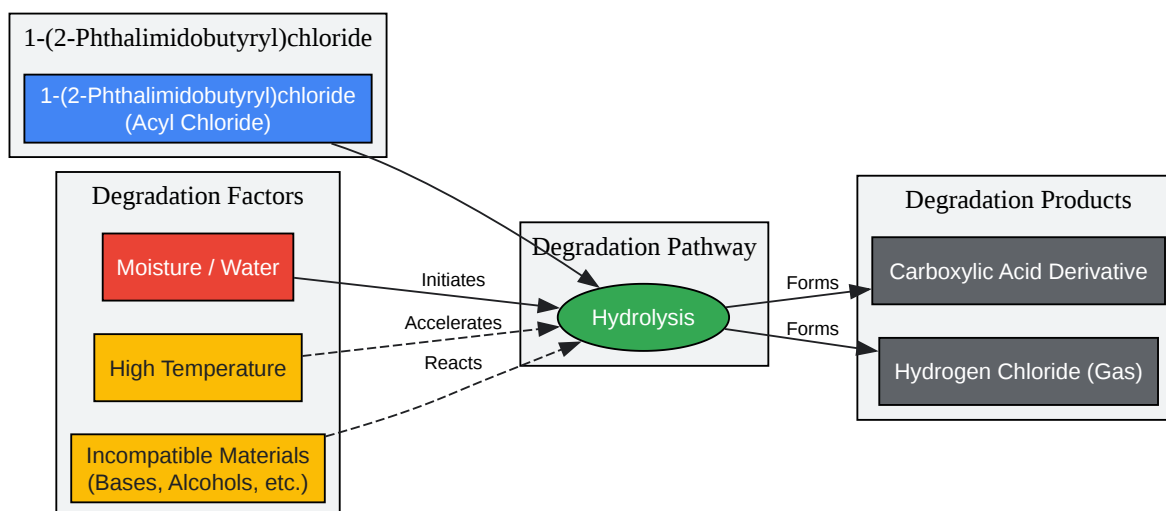 1-(2-Phthalimidobutyryl)chloride
1-(2-Phthalimidobutyryl)chloride
(Acyl Chloride)
Degradation Factors
Moisture / Water
High Temperature
Incompatible Materials
(Bases, Alcohols, etc.)
Initiates
Accelerates
Reacts
Degradation Pathway
Hydrolysis
Forms
Forms
Degradation Products
Carboxylic Acid Derivative
Hydrogen Chloride (Gas)